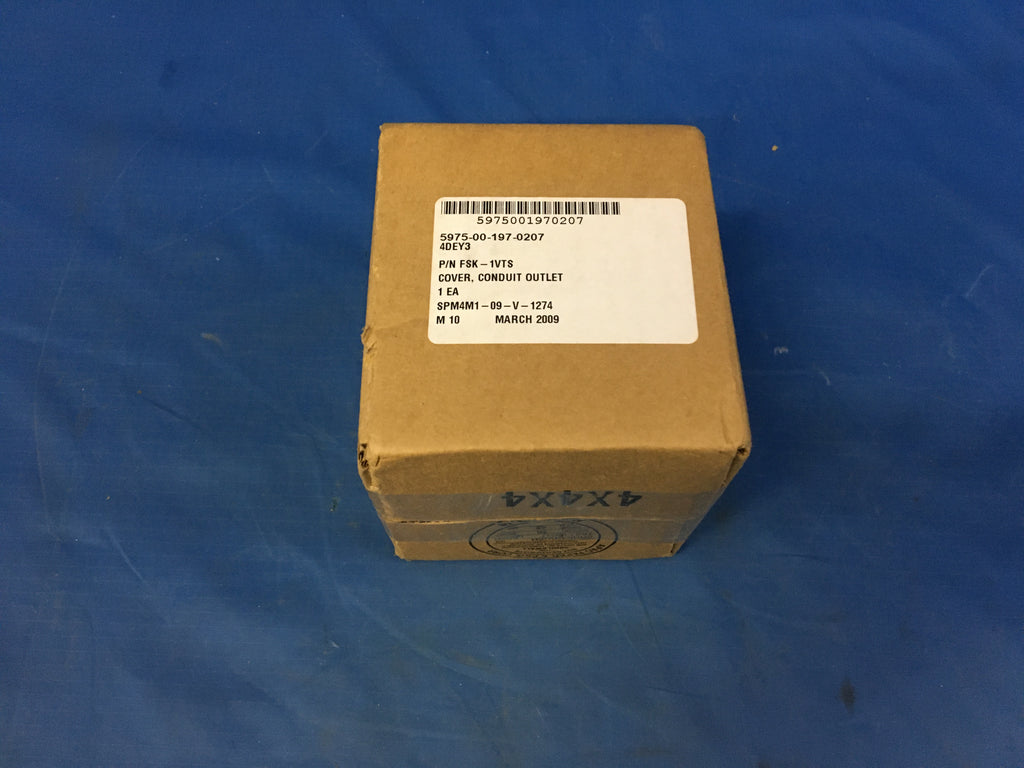 5975001970207
5975-00-197-0207
4DEY3
P/N FSK-1VTS
COVER, CONDUIT OUTLET
1 EA
SPM4M1-09-V-1274
M 10 MARCH 2009
4X4X4